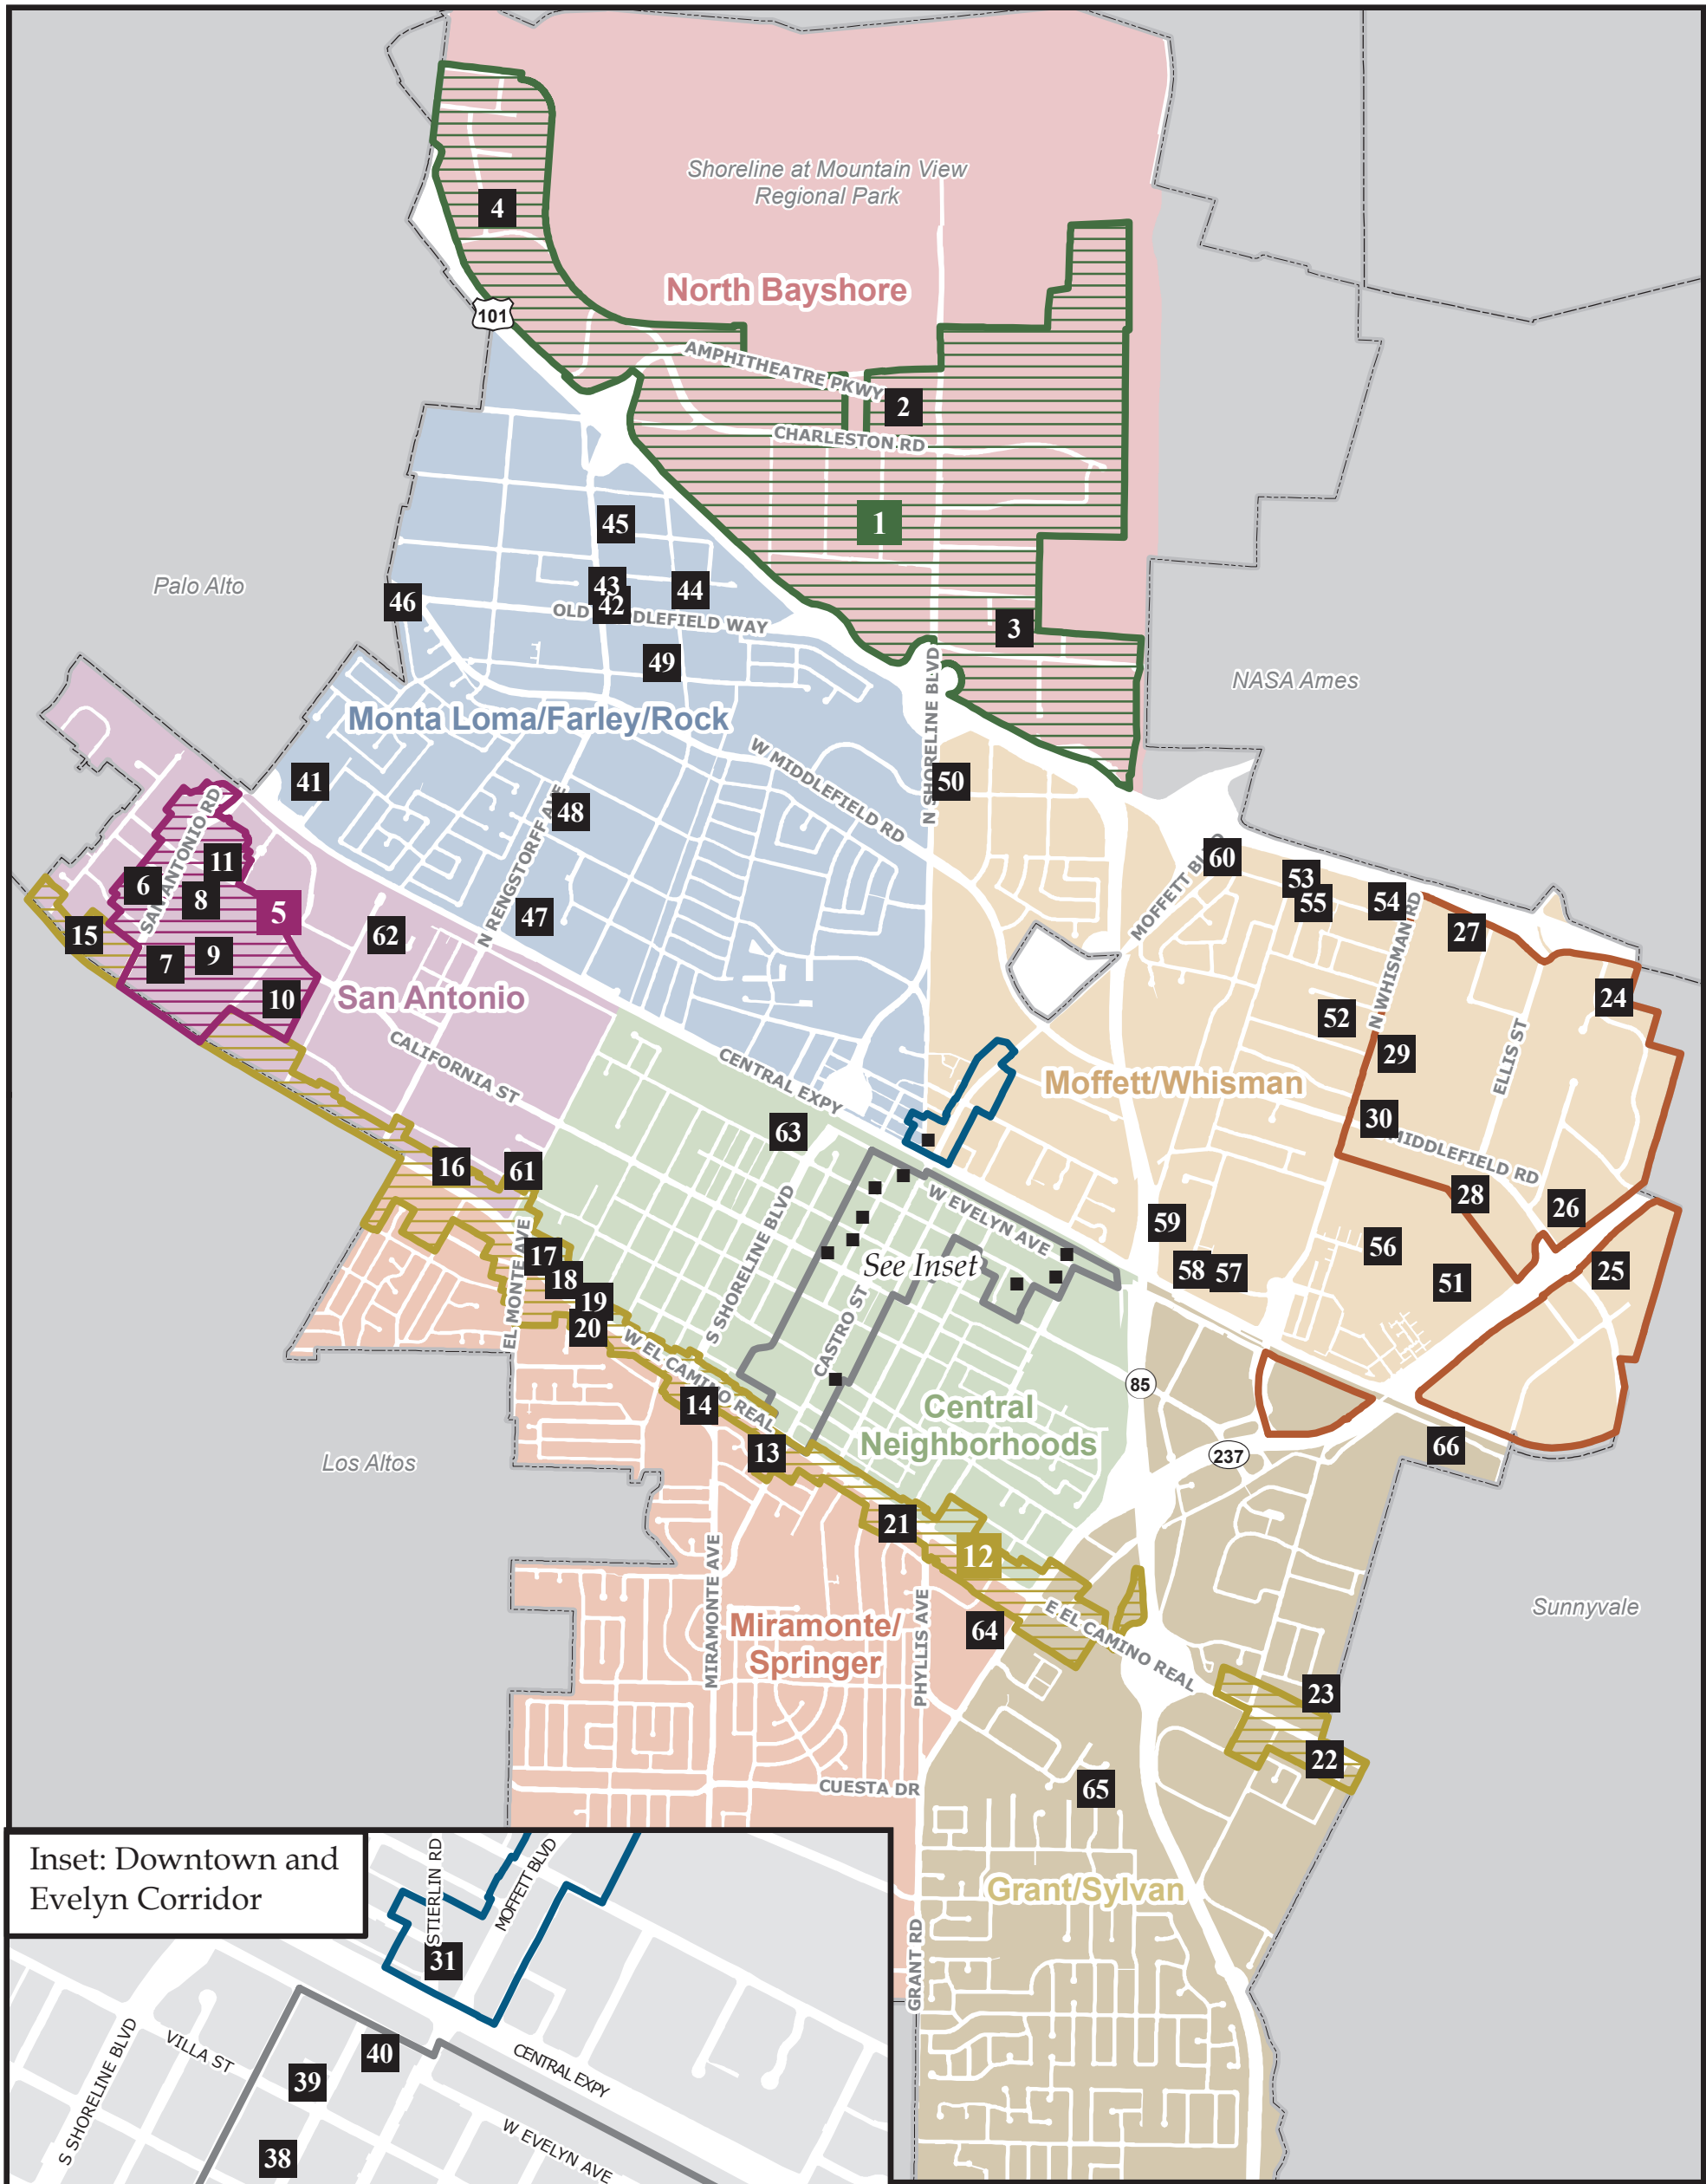 Shoreline at Mountain View
Regional Park
4
North Bayshore
101
AMPHITHEATRE PKWY
2
CHARLESTON RD
1
45
Palo Alto
43
44
46
42
OLD
DLEFIELD WAY
3
49
N SHORELINE BLVD
NASA Ames
Monta Loma/Farley/Rock
W MIDDLEFIELD RD
41
50
48
N RENGSTORFF AVE
SAN ANTONIO RD
11
6
8
5
47
15
62
7
9
10
San Antonio
CALIFORNIA ST
MOFFETT BLVD
60
53
55
54
N WHISMAN RD
27
24
52
29
ELLIS ST
Moffett/Whisman
30
MIDDLEFIELD RD
28
26
CENTRAL EXPY
63
16
61
W EVELYN AVE
59
56
See Inset
58
57
51
25
EL MONTE AVE
17
18
19
20
S SHORELINE BLVD
CASTRO ST
W EL CAMINO REAL
85
14
Central
Neighborhoods
13
Los Altos
237
66
21
12
MIRAMONTE AVE
Miramonte/
Springer
PHYLLIS AVE
64
E EL CAMINO REAL
Sunnyvale
23
22
CUESTA DR
65
Grant/Sylvan
GRANT RD
Inset: Downtown and
Evelyn Corridor
STIERLIN RD
MOFFETT BLVD
31
S SHORELINE BLVD
VILLA ST
40
CENTRAL EXPY
39
W EVELYN AVE
38